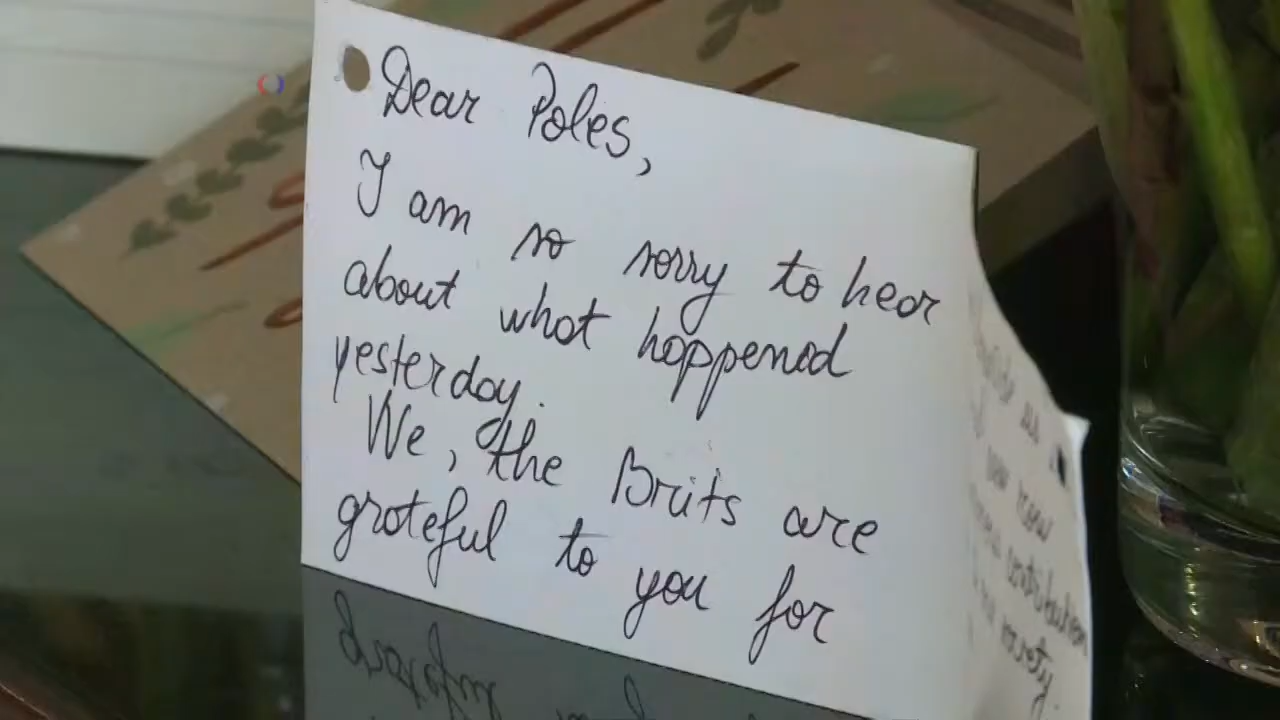 Dear Poles,
I am so sorry to hear
about what happened
yesterday.
We, the Brits are
grateful to you for